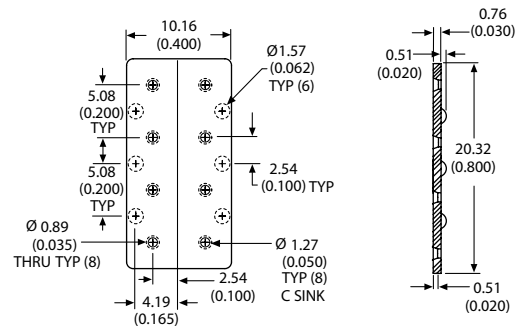 10.16
(0.400)
Ø1.57
(0.062)
TYP (6)
0.76
(0.030)
0.51
(0.020)
5.08
(0.200)
TYP
20.32
(0.800)
2.54
(0.100) TYP
5.08
(0.200)
TYP
Ø 0.89
(0.035)
THRU TYP (8)
Ø 1.27
(0.050)
TYP (8)
C SINK
2.54
(0.100)
4.19
(0.165)
0.51
(0.020)